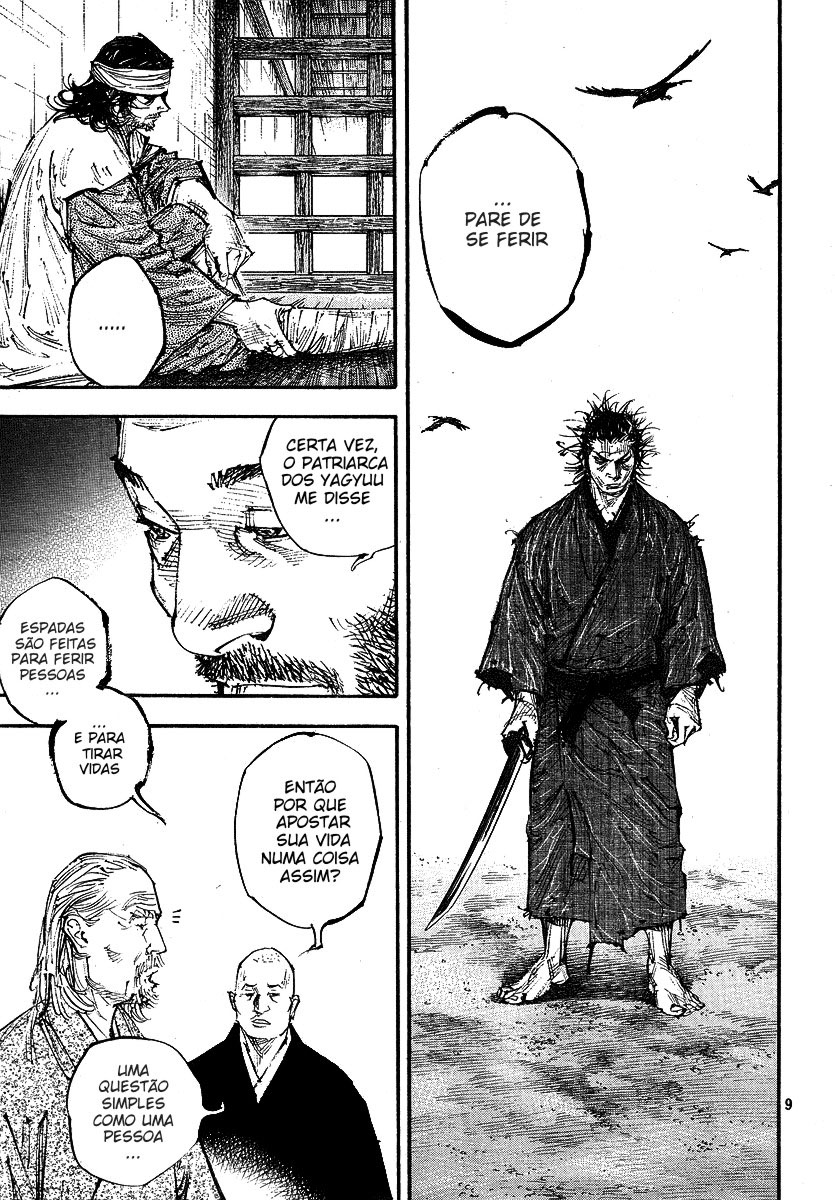 ...
PARE DE
SE FERIR
.....
CERTA VEZ,
O PATRIARCA
DOS YAGYUU
ME DISSE
...
ESPADAS
SÃO FEITAS
PARA FERIR
PESSOAS
...
...
E PARA
TIRAR
VIDAS
ENTÃO
POR QUE
APOSTAR
SUA VIDA
NUMA COISA
ASSIM?
UMA
QUESTÃO
SIMPLES
COMO UMA
PESSOA
...
9